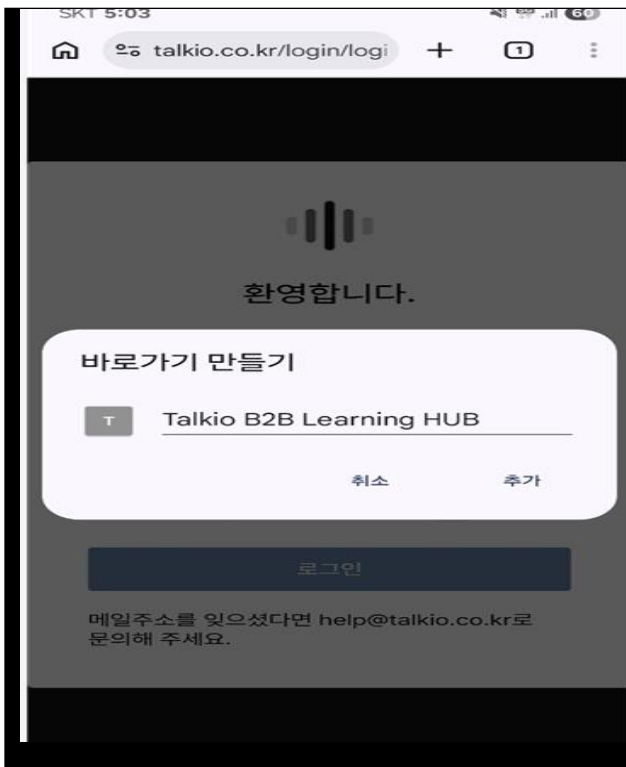 SKT 5:03
60
talkio.co.kr/login/logi
1
환영합니다.
바로가기 만들기
T
Talkio B2B Learning HUB
취소 추가
로그인
메일주소를 잊으셨다면 help@talkio.co.kr로
문의해 주세요.